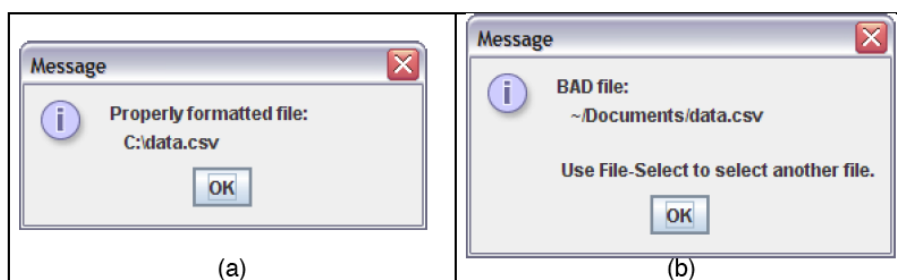 Message
Properly formatted file:
C:\data.csv
OK
(a)
Message
BAD file:
~/Documents/data.csv
Use File-Select to select another file.
OK
(b)